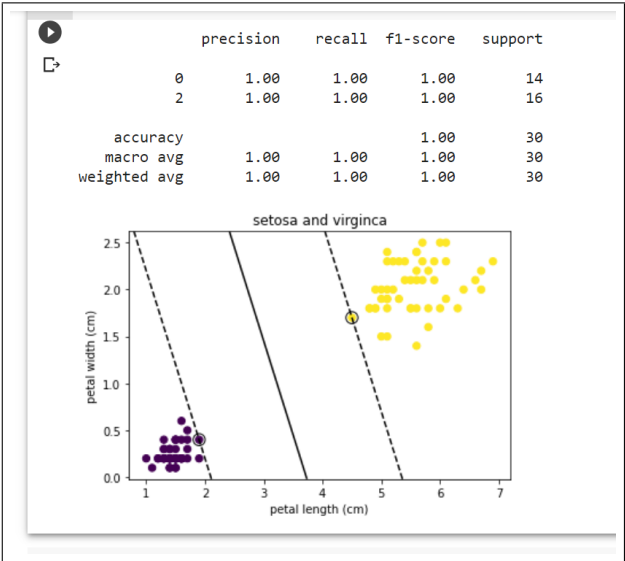 precision recall f1-score support
0 1.00 1.00 1.00 14
2 1.00 1.00 1.00 16
accuracy 1.00 30
macro avg 1.00 1.00 1.00 30
weighted avg 1.00 1.00 1.00 30
setosa and virginca
2.5
2.0
1.5
1.0
0.5
0.0
petal width (cm)
1 2 3 4 5 6 7
petal length (cm)